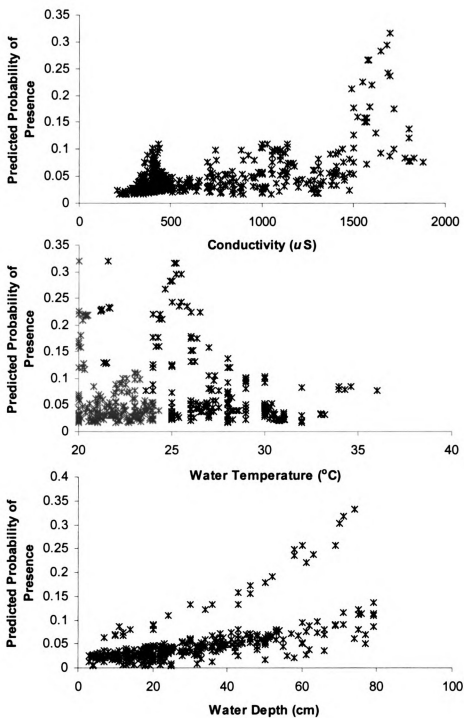 Predicted Probability of
Presence
0.35
0.3
0.25
0.2
0.15
0.1
0.05
0
0 500 1000 1500 2000
Conductivity (uS)
Predicted Probability of
Presence
0.35
0.3
0.25
0.2
0.15
0.1
0.05
0
20 25 30 35 40
Water Temperature (°C)
Predicted Probability of
Presence
0.4
0.35
0.3
0.25
0.2
0.15
0.1
0.05
0
0 20 40 60 80 100
Water Depth (cm)